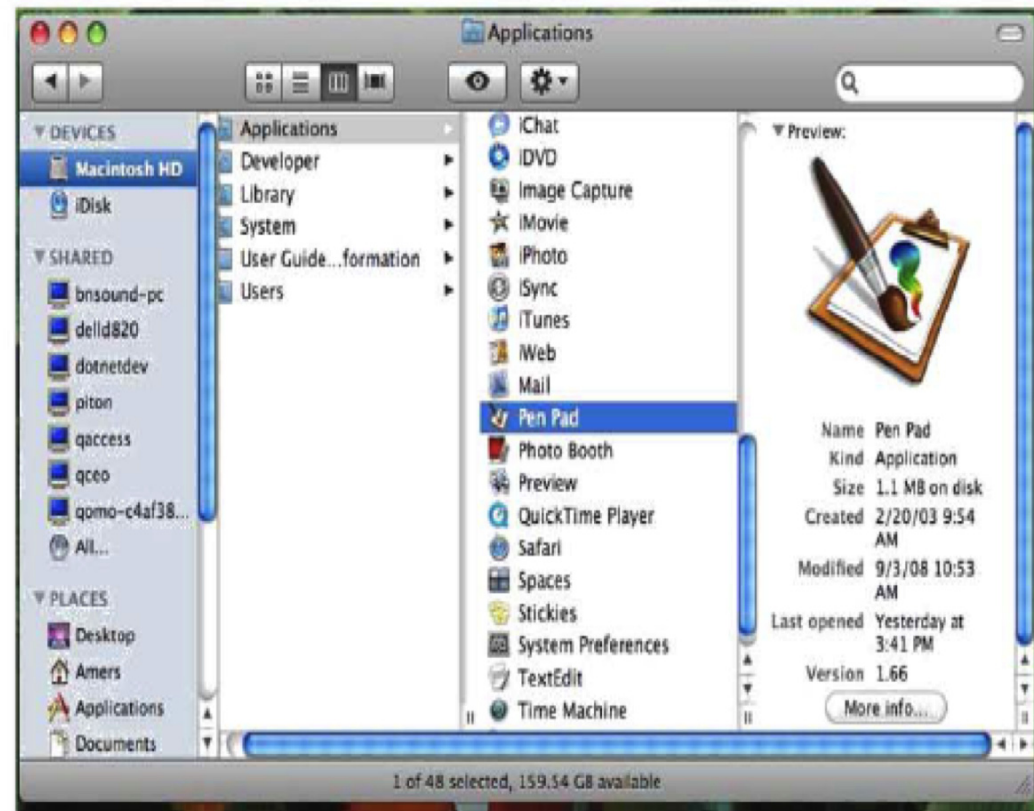 Applications
DEVICES
Macintosh HD
iDisk
SHARED
bnsound-pc
delld820
dotnetdev
piton
qaccess
qceo
qomo-c4af38...
All...
PLACES
Desktop
Amers
Applications
Documents
Applications
Developer
Library
System
User Guide...formation
Users
iChat
iDVD
Image Capture
iMovie
iPhoto
iSync
iTunes
iWeb
Mail
Pen Pad
Photo Booth
Preview
QuickTime Player
Safari
Spaces
Stickies
System Preferences
TextEdit
Time Machine
Preview:
Name Pen Pad
Kind Application
Size 1.1 MB on disk
Created 2/20/03 9:54
AM
Modified 9/3/08 10:53
AM
Last opened Yesterday at
3:41 PM
Version 1.66
More info...
1 of 48 selected, 159.54 GB available